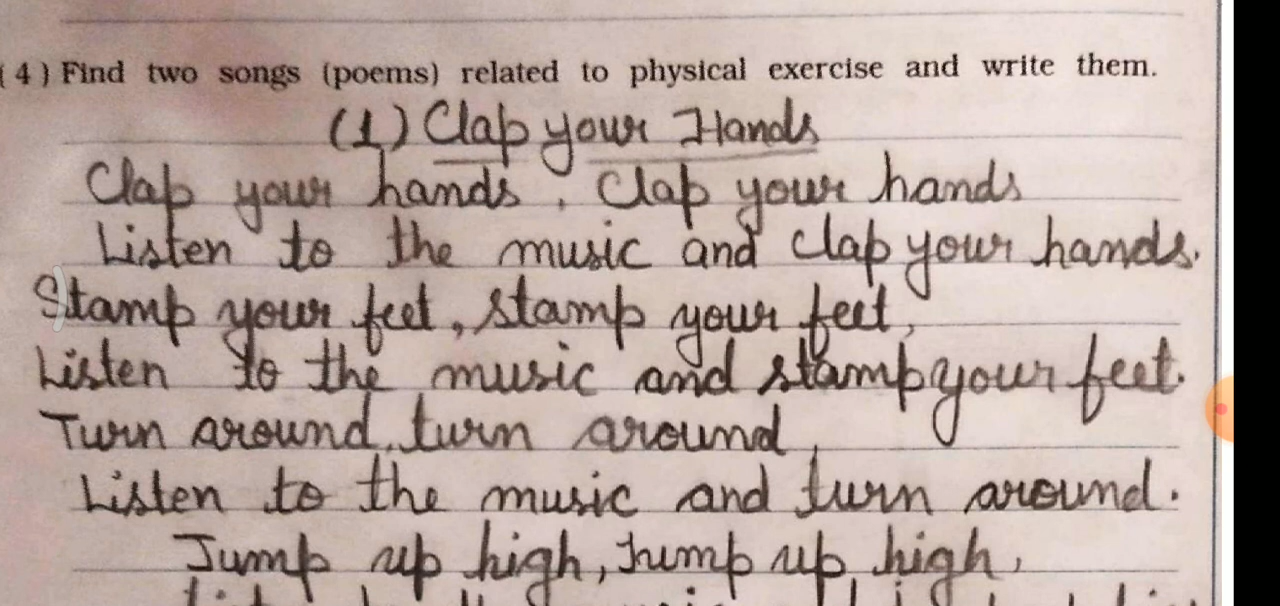 (4) Find two songs (poems) related to physical exercise and write them.
(1) Clap your Hands
Clap your hands, Clap your hands
Listen to the music and clap your hands.
Stamp your feet, stamp your feet,
Listen to the music and stamp your feet.
Turn around, turn around,
Listen to the music and turn around.
Jump up high, Jump up high,